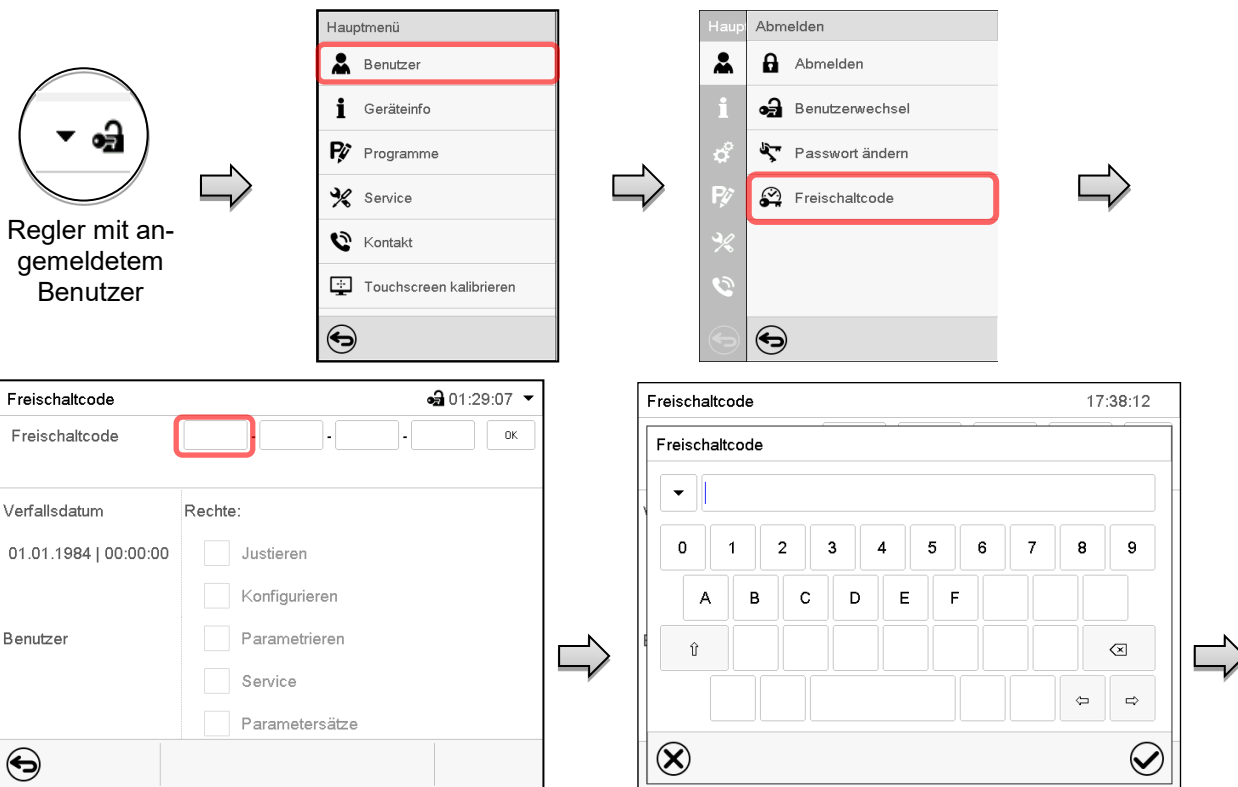 Regler mit an-
gemeldetem
Benutzer
Hauptmenü
Benutzer
Geräteinfo
Programme
Service
Kontakt
Touchscreen kalibrieren
Haup
Abmelden
Abmelden
Benutzerwechsel
Passwort ändern
Freischaltcode
Freischaltcode 01:29:07
Freischaltcode - - - OK
Verfallsdatum Rechte:
01.01.1984 | 00:00:00 Justieren
Konfigurieren
Benutzer Parametrieren
Service
Parametersätze
Freischaltcode 17:38:12
Freischaltcode
0 1 2 3 4 5 6 7 8 9
A B C D E F